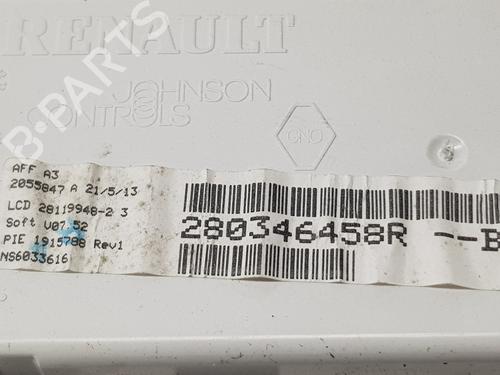 RENAULT
JOHNSON
CONTROLS
GNO
B-PARTS
AFF A3
2055847 A 21/5/13
LCD 28119948-2 3
Soft V07.52
PIE 1915788 Rev1
NS6033616
280346458R --B